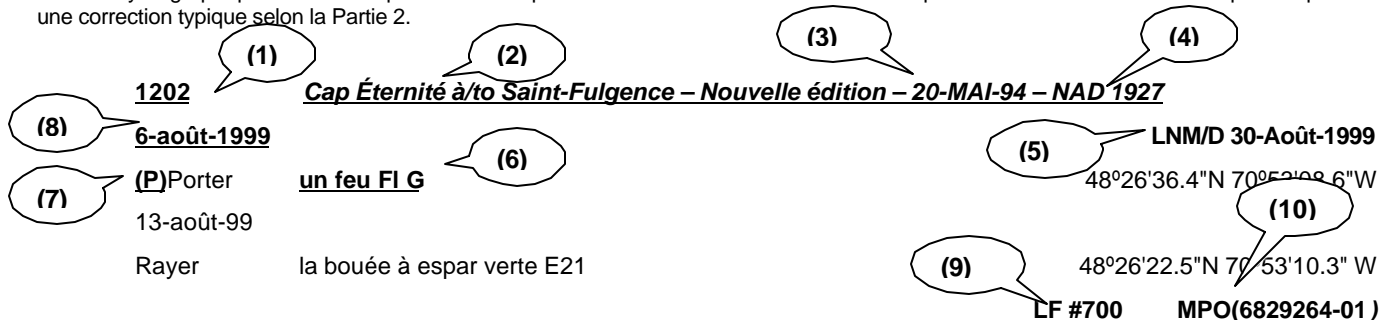 une correction typique selon la Partie 2.
(1) (2) (3) (4)
1202 Cap Éternité à/to Saint-Fulgence – Nouvelle édition – 20-MAI-94 – NAD 1927
(8) 6-août-1999 (5) LNM/D 30-Août-1999
(6)
(7) (P)Porter un feu Fl G 48º26'36.4"N
(10)
13-août-99
Rayer la bouée à espar verte E21 (9) 48º26'22.5"N 70º53'10.3" W
LF #700 MPO(6829264-01)